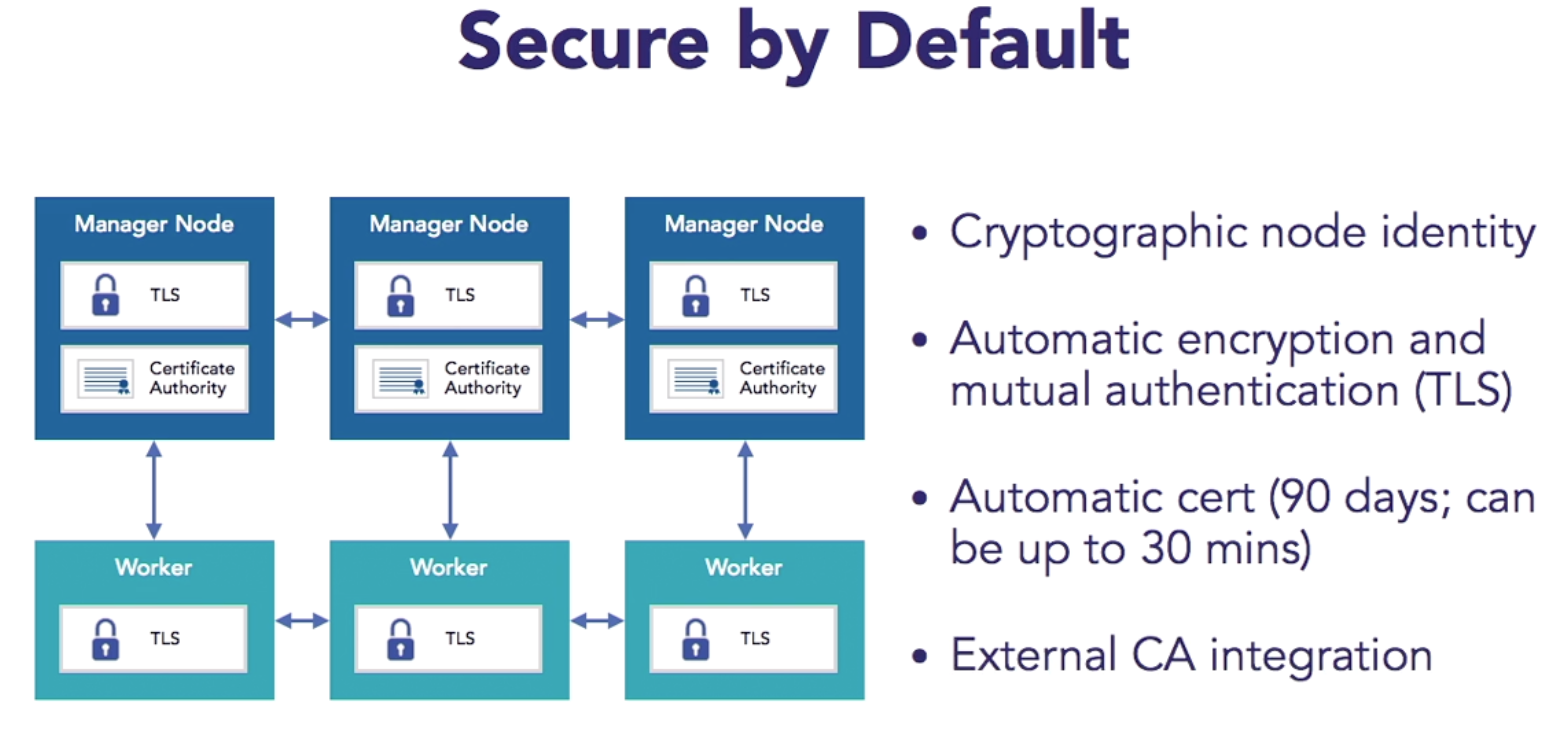 Secure by Default
Manager Node
TLS
Certificate
Authority
Manager Node
TLS
Certificate
Authority
Manager Node
TLS
Certificate
Authority
Worker
TLS
Worker
TLS
Worker
TLS
• Cryptographic node identity
• Automatic encryption and
mutual authentication (TLS)
• Automatic cert (90 days; can
be up to 30 mins)
• External CA integration